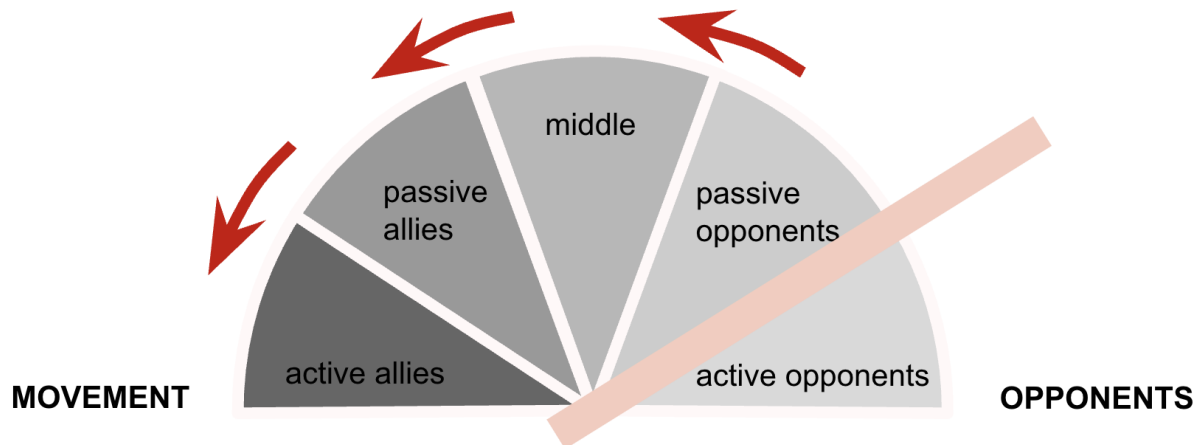 middle
passive
allies
passive
opponents
active allies
active opponents
MOVEMENT
OPPONENTS